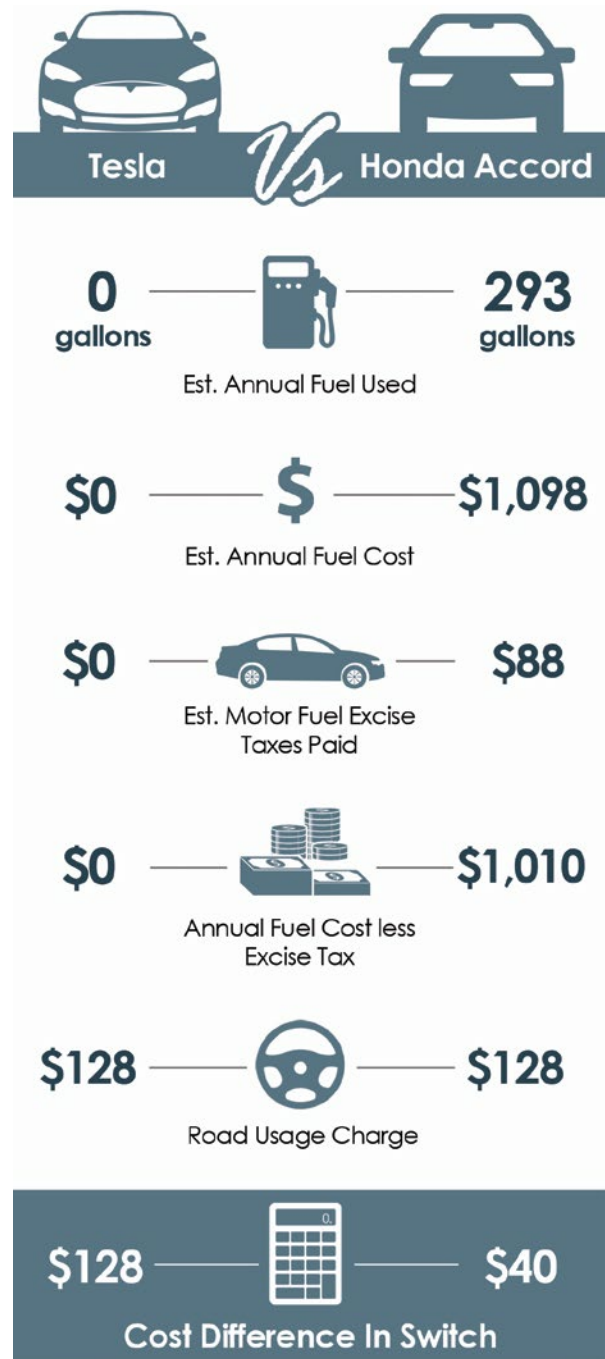 Tesla Vs Honda Accord
0 293
gallons gallons
Est. Annual Fuel Used
$0 $ $1,098
Est. Annual Fuel Cost
$0 $88
Est. Motor Fuel Excise
Taxes Paid
$0 $1,010
Annual Fuel Cost less
Excise Tax
$128 $128
Road Usage Charge
0.
$128 $40
Cost Difference In Switch